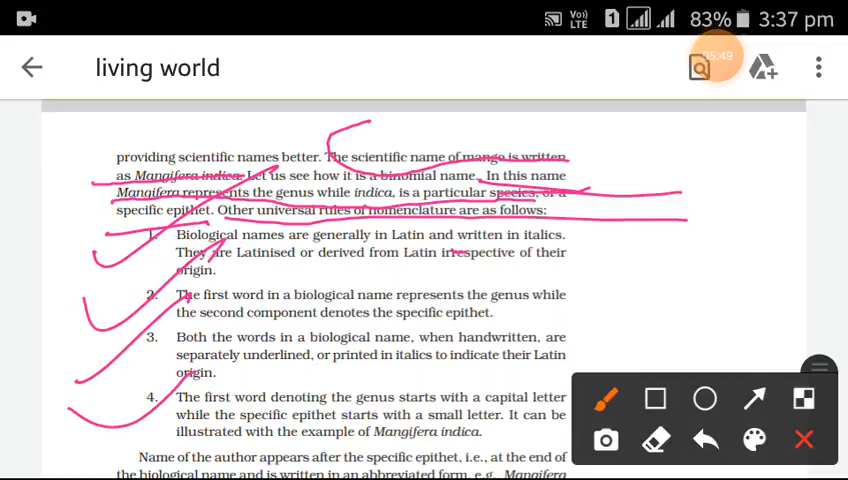 Vo)
LTE
1
83%
3:37 pm
living world
05:49
providing scientific names better. The scientific name of mango is written
as Mangifera indica. Let us see how it is a binomial name. In this name
Mangifera represents the genus while indica, is a particular species, or a
specific epithet. Other universal rules of nomenclature are as follows:
1. Biological names are generally in Latin and written in italics.
They are Latinised or derived from Latin irrespective of their
origin.
2. The first word in a biological name represents the genus while
the second component denotes the specific epithet.
3. Both the words in a biological name, when handwritten, are
separately underlined, or printed in italics to indicate their Latin
origin.
4. The first word denoting the genus starts with a capital letter
while the specific epithet starts with a small letter. It can be
illustrated with the example of Mangifera indica.
Name of the author appears after the specific epithet, i.e., at the end of
the biological name and is written in an abbreviated form, e.g., Mangifera